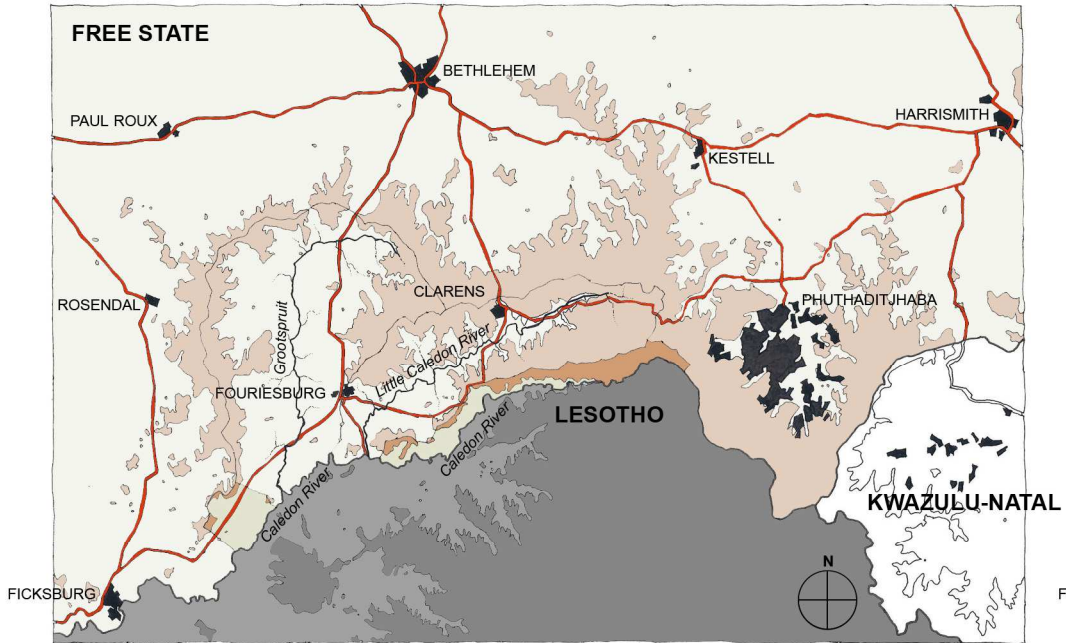 FREE STATE
BETHLEHEM
PAUL ROUX
HARRISMITH
KESTELL
ROSENDAL
Grootspruit
CLARENS
PHUTHADITJHABA
Little Caledon River
FOURIESBURG
LESOTHO
Caledon River
Caledon River
KWAZULU-NATAL
N
FICKSBURG
F